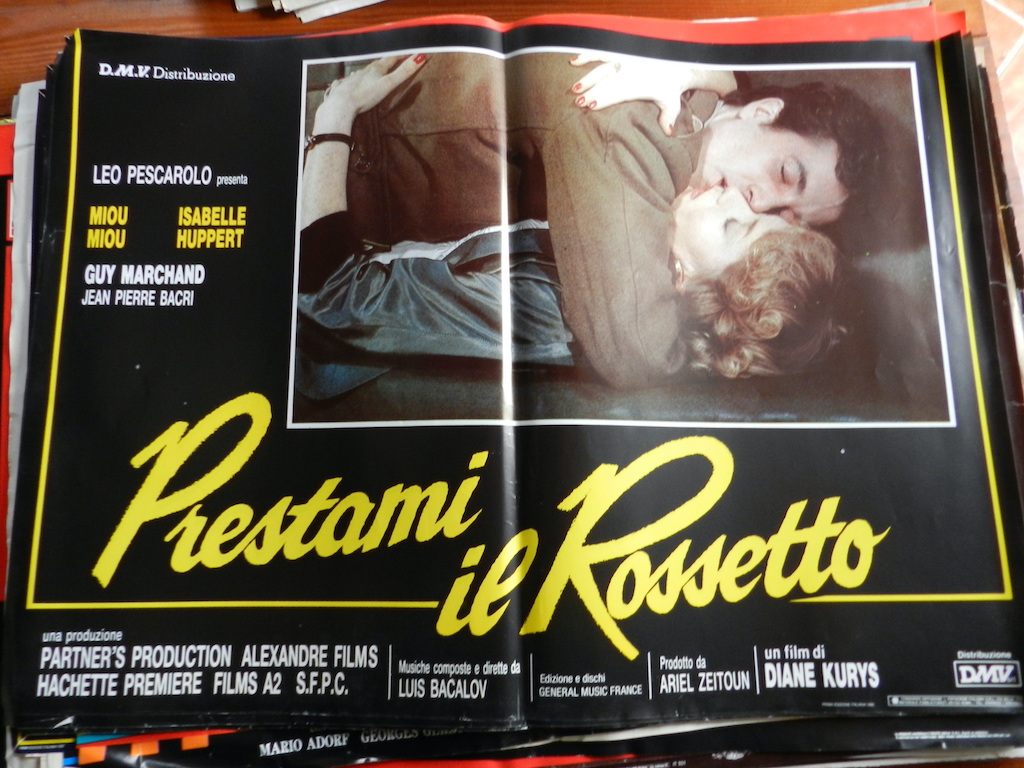 D.M.V. Distribuzione
LEO PESCAROLO presenta
MIOU MIOU
ISABELLE HUPPERT
GUY MARCHAND
JEAN PIERRE BACRI
Prestami
il Rossetto
una produzione
PARTNER'S PRODUCTION ALEXANDRE FILMS
HACHETTE PREMIERE FILMS A2 S.F.P.C.
Musiche composte e dirette da
LUIS BACALOV
Edizione e dischi
GENERAL MUSIC FRANCE
Prodotto da
ARIEL ZEITOUN
un film di
DIANE KURYS
Distribuzione
DMV
MARIO ADORF GEORGES